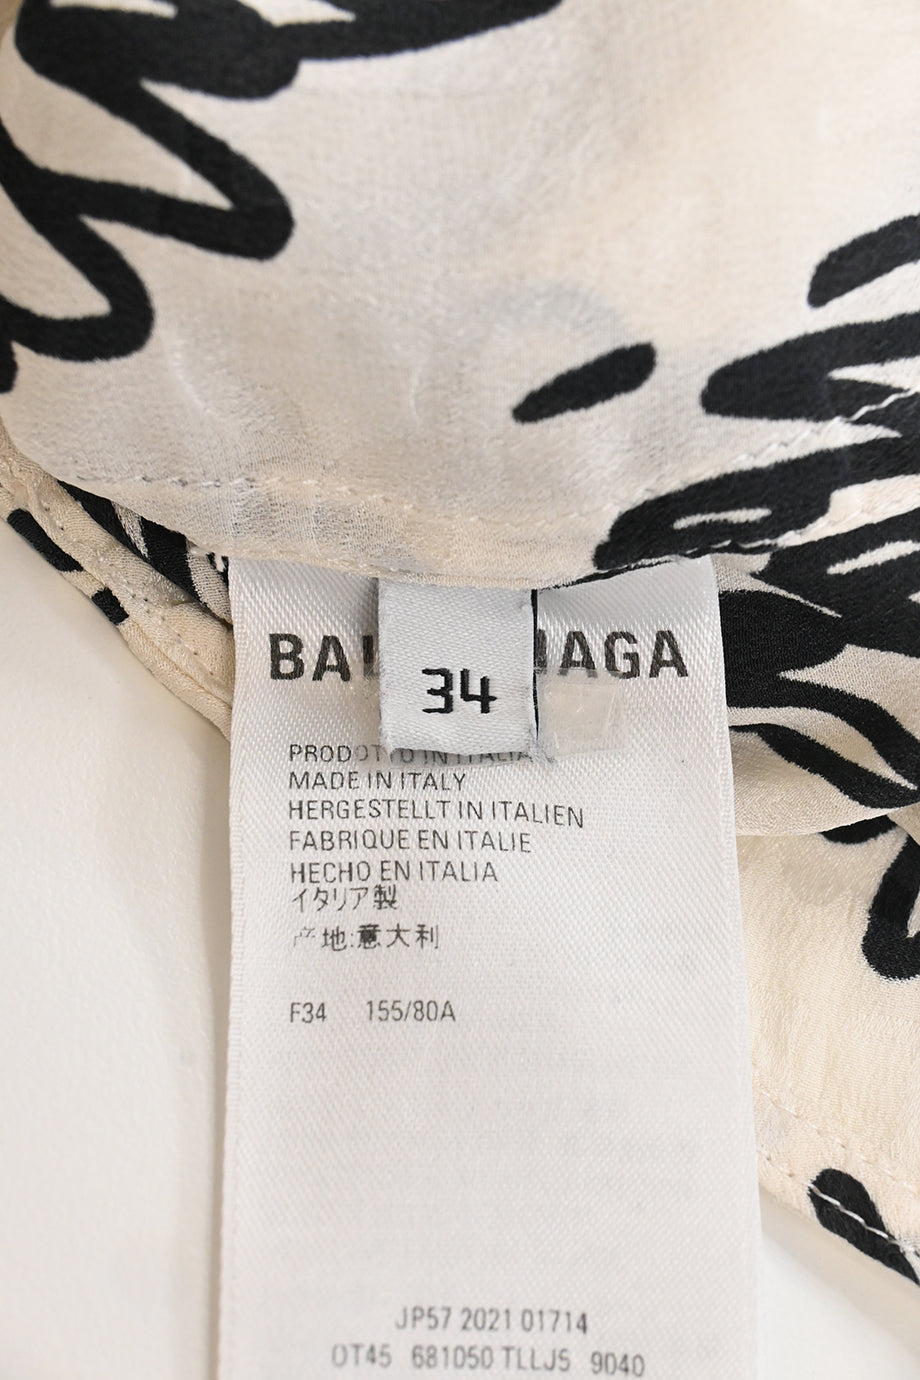 BAL NAGA
34
PRODOTTO IN ITALIA
MADE IN ITALY
HERGESTELLT IN ITALIEN
FABRIQUE EN ITALIE
HECHO EN ITALIA
イタリア製
产地:意大利
F34 155/80A
JP57 2021 01714
OT45 681050 TLLJ5 9040